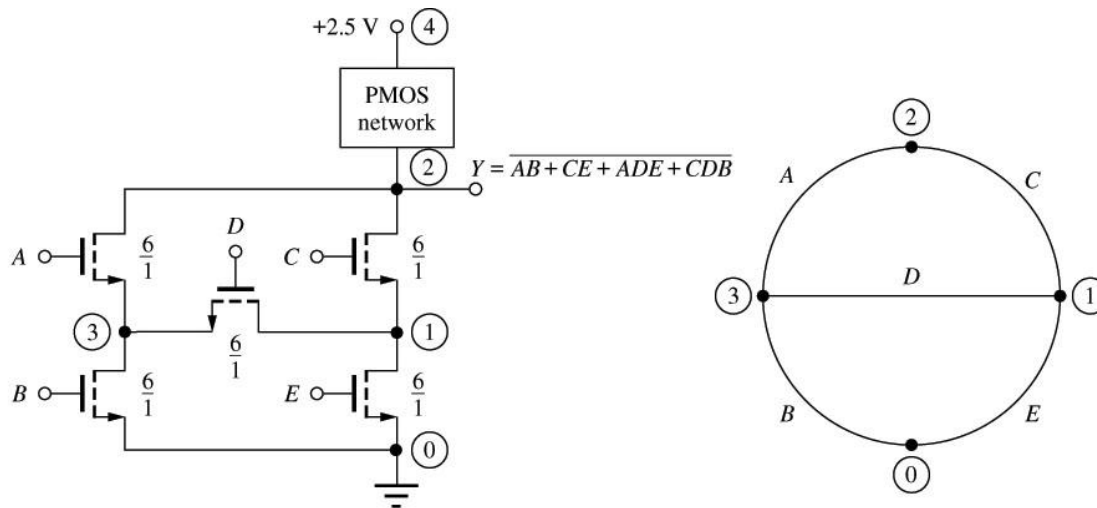 +2.5 V 4
PMOS
network
2
Y = \overline{AB + CE + ADE + CDB}
A 6/1
D
C 6/1
3
6/1
1
B 6/1
E 6/1
0
2
A
C
3
D
1
B
E
0